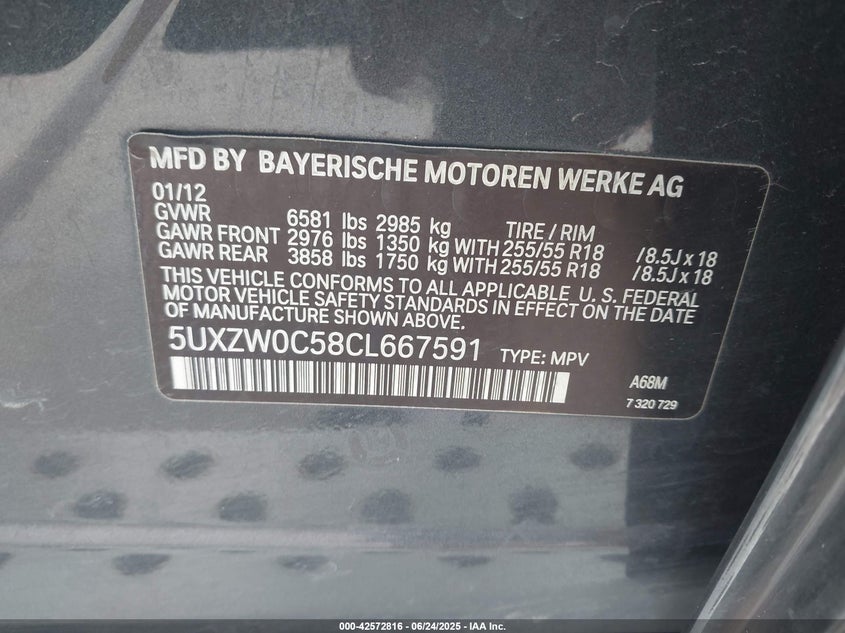 MFD BY BAYERISCHE MOTOREN WERKE AG
01/12
GVWR 6581 lbs 2985 kg TIRE / RIM
GAWR FRONT 2976 lbs 1350 kg WITH 255/55 R18 /8.5J x 18
GAWR REAR 3858 lbs 1750 kg WITH 255/55 R18 /8.5J x 18
THIS VEHICLE CONFORMS TO ALL APPLICABLE U. S. FEDERAL
MOTOR VEHICLE SAFETY STANDARDS IN EFFECT ON THE DATE
OF MANUFACTURE SHOWN ABOVE.
5UXZW0C58CL667591 TYPE: MPV
A68M
7 320 729
000-42572816 - 06/24/2025 - IAA Inc.